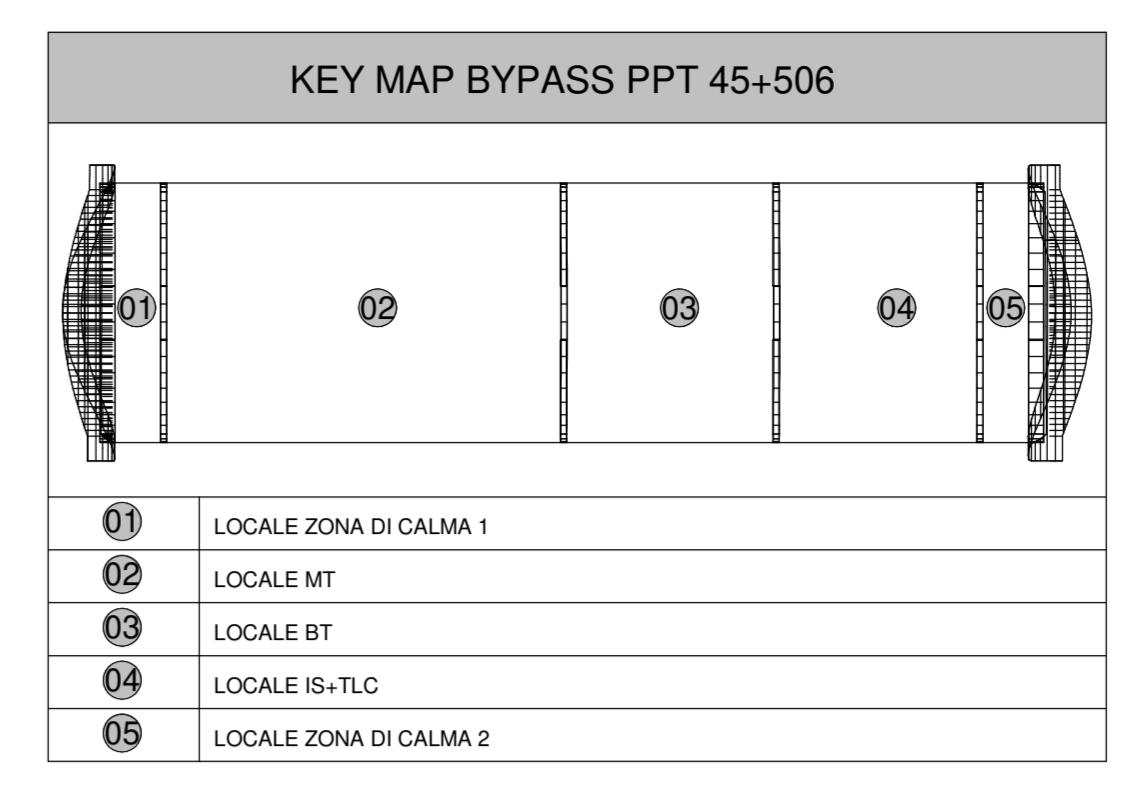 KEY MAP BYPASS PPT 45+506
01 02 03 04 05
01 LOCALE ZONA DI CALMA 1
02 LOCALE MT
03 LOCALE BT
04 LOCALE IS+TLC
05 LOCALE ZONA DI CALMA 2